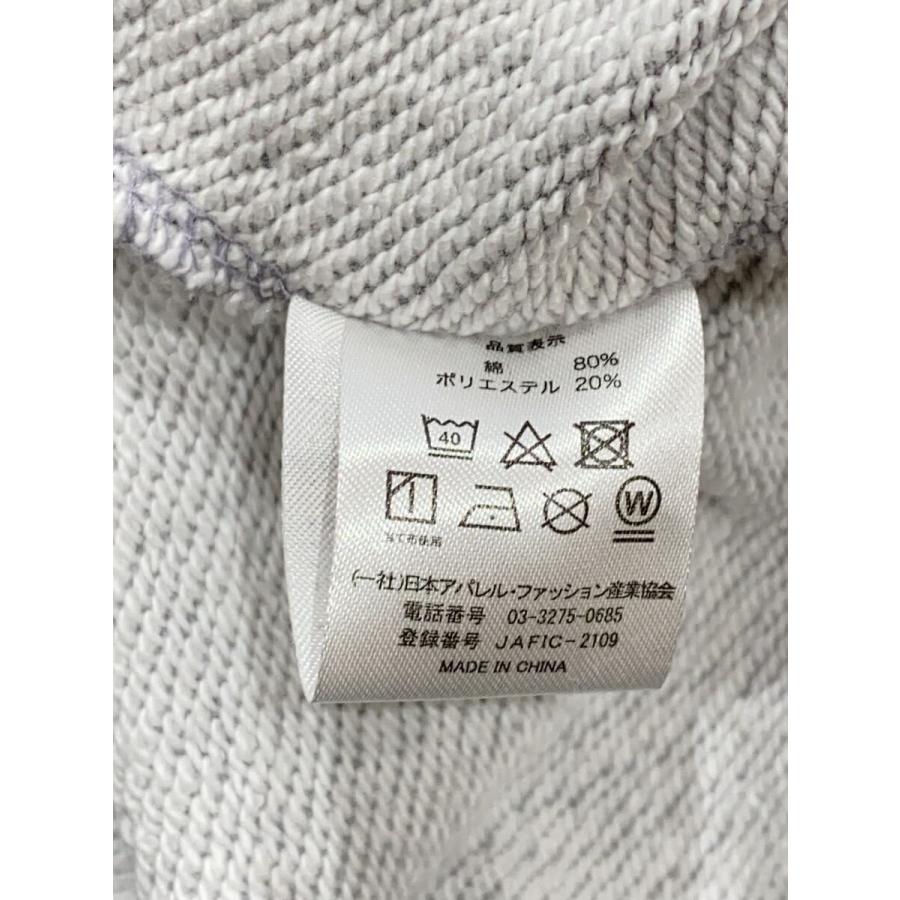 品質表示
綿 80%
ポリエステル 20%
40
当て布使用
W
(一社)日本アパレル・ファッション産業協会
電話番号 03-3275-0685
登録番号 JAFIC-2109
MADE IN CHINA